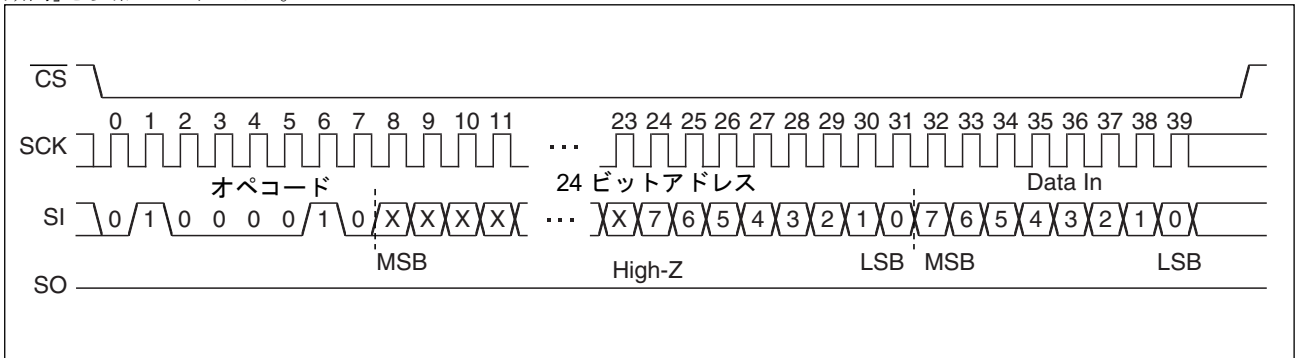 CS
0 1 2 3 4 5 6 7 8 9 10 11 ... 23 24 25 26 27 28 29 30 31 32 33 34 35 36 37 38 39
SCK
オペコード 24 ビットアドレス Data In
SI 0 1 0 0 0 0 1 0 X X X X ... X 7 6 5 4 3 2 1 0 7 6 5 4 3 2 1 0
MSB High-Z LSB MSB LSB
SO